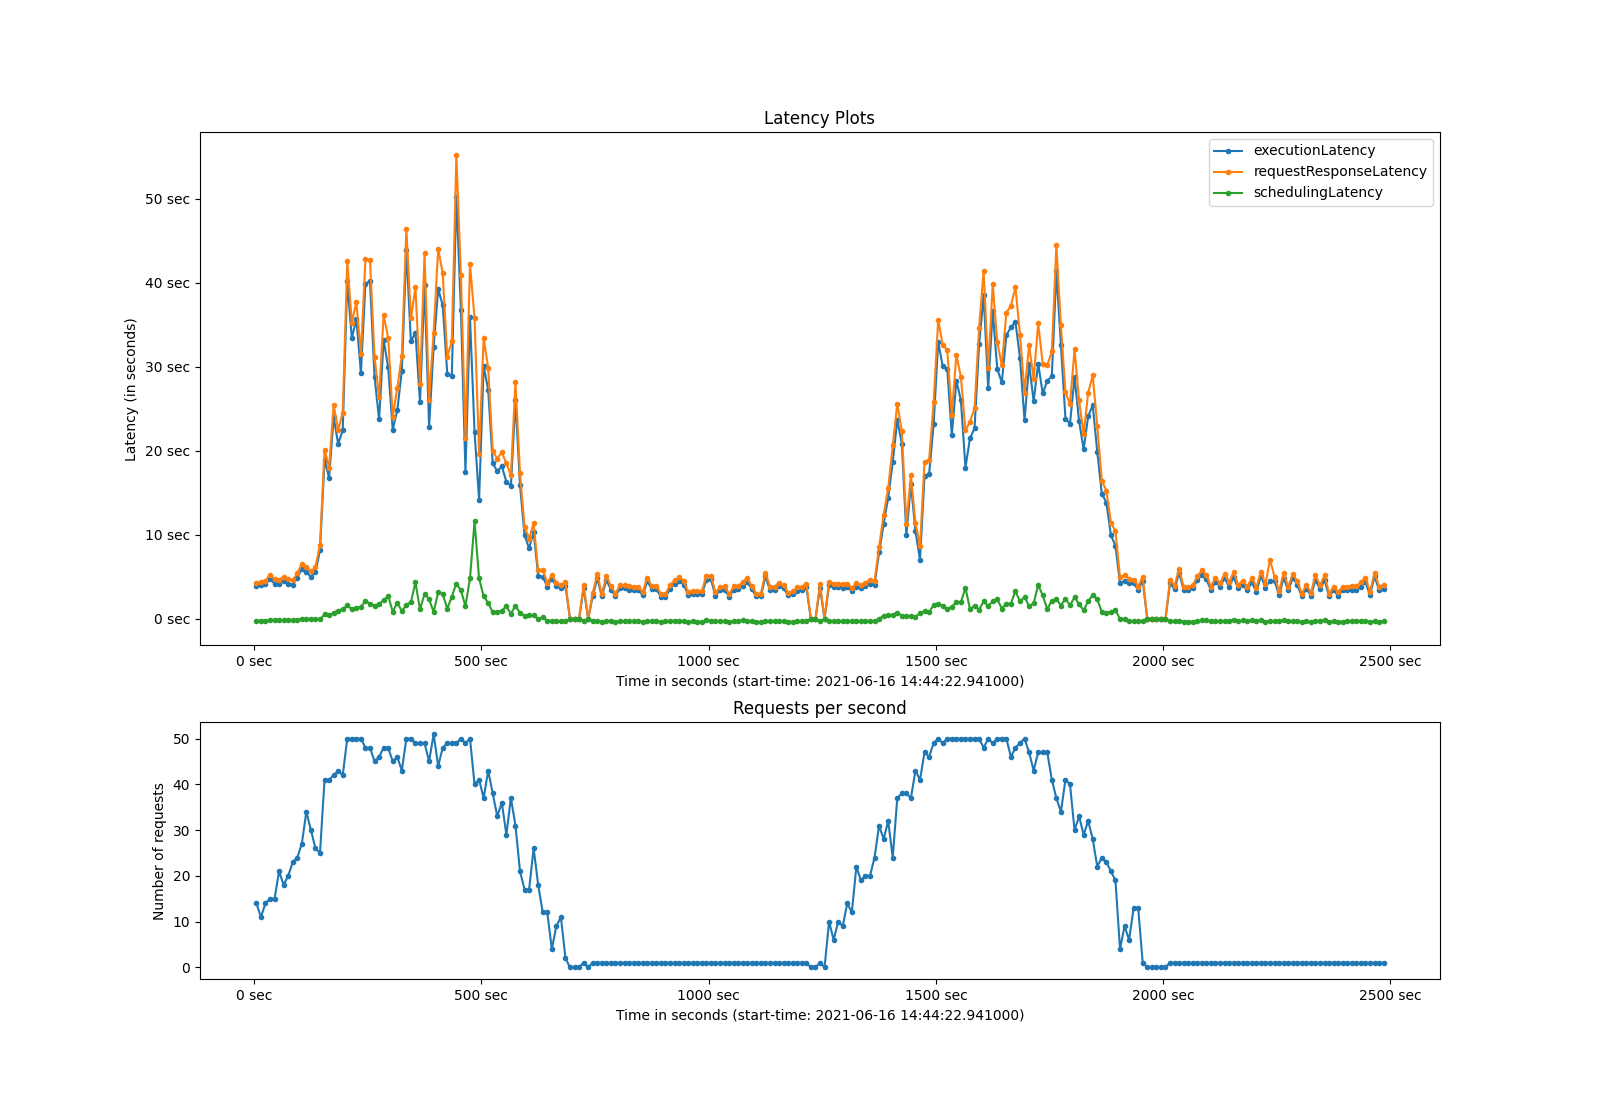 Latency Plots
executionLatency
requestResponseLatency
schedulingLatency
Latency (in seconds)
50 sec
40 sec
30 sec
20 sec
10 sec
0 sec
0 sec 500 sec 1000 sec 1500 sec 2000 sec 2500 sec
Time in seconds (start-time: 2021-06-16 14:44:22.941000)
Requests per second
Number of requests
50
40
30
20
10
0
0 sec 500 sec 1000 sec 1500 sec 2000 sec 2500 sec
Time in seconds (start-time: 2021-06-16 14:44:22.941000)